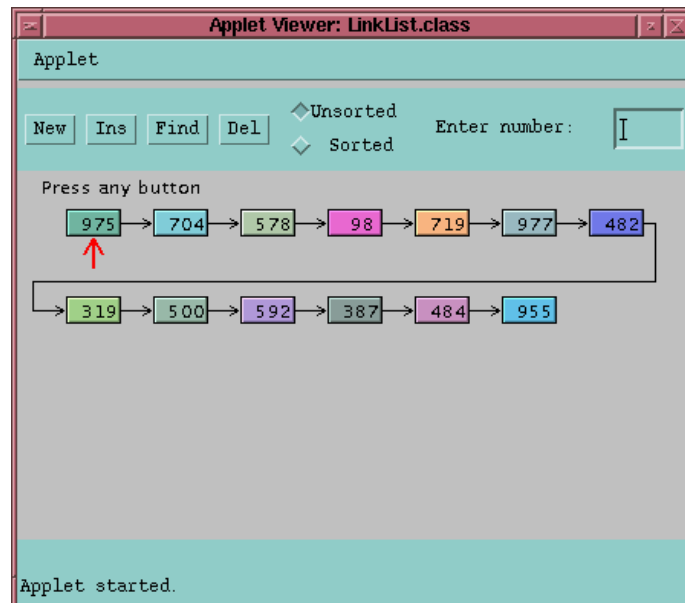 Applet Viewer: LinkList.class
Applet
New Ins Find Del Unsorted Sorted Enter number:
Press any button
975 704 578 98 719 977 482
319 500 592 387 484 955
Applet started.